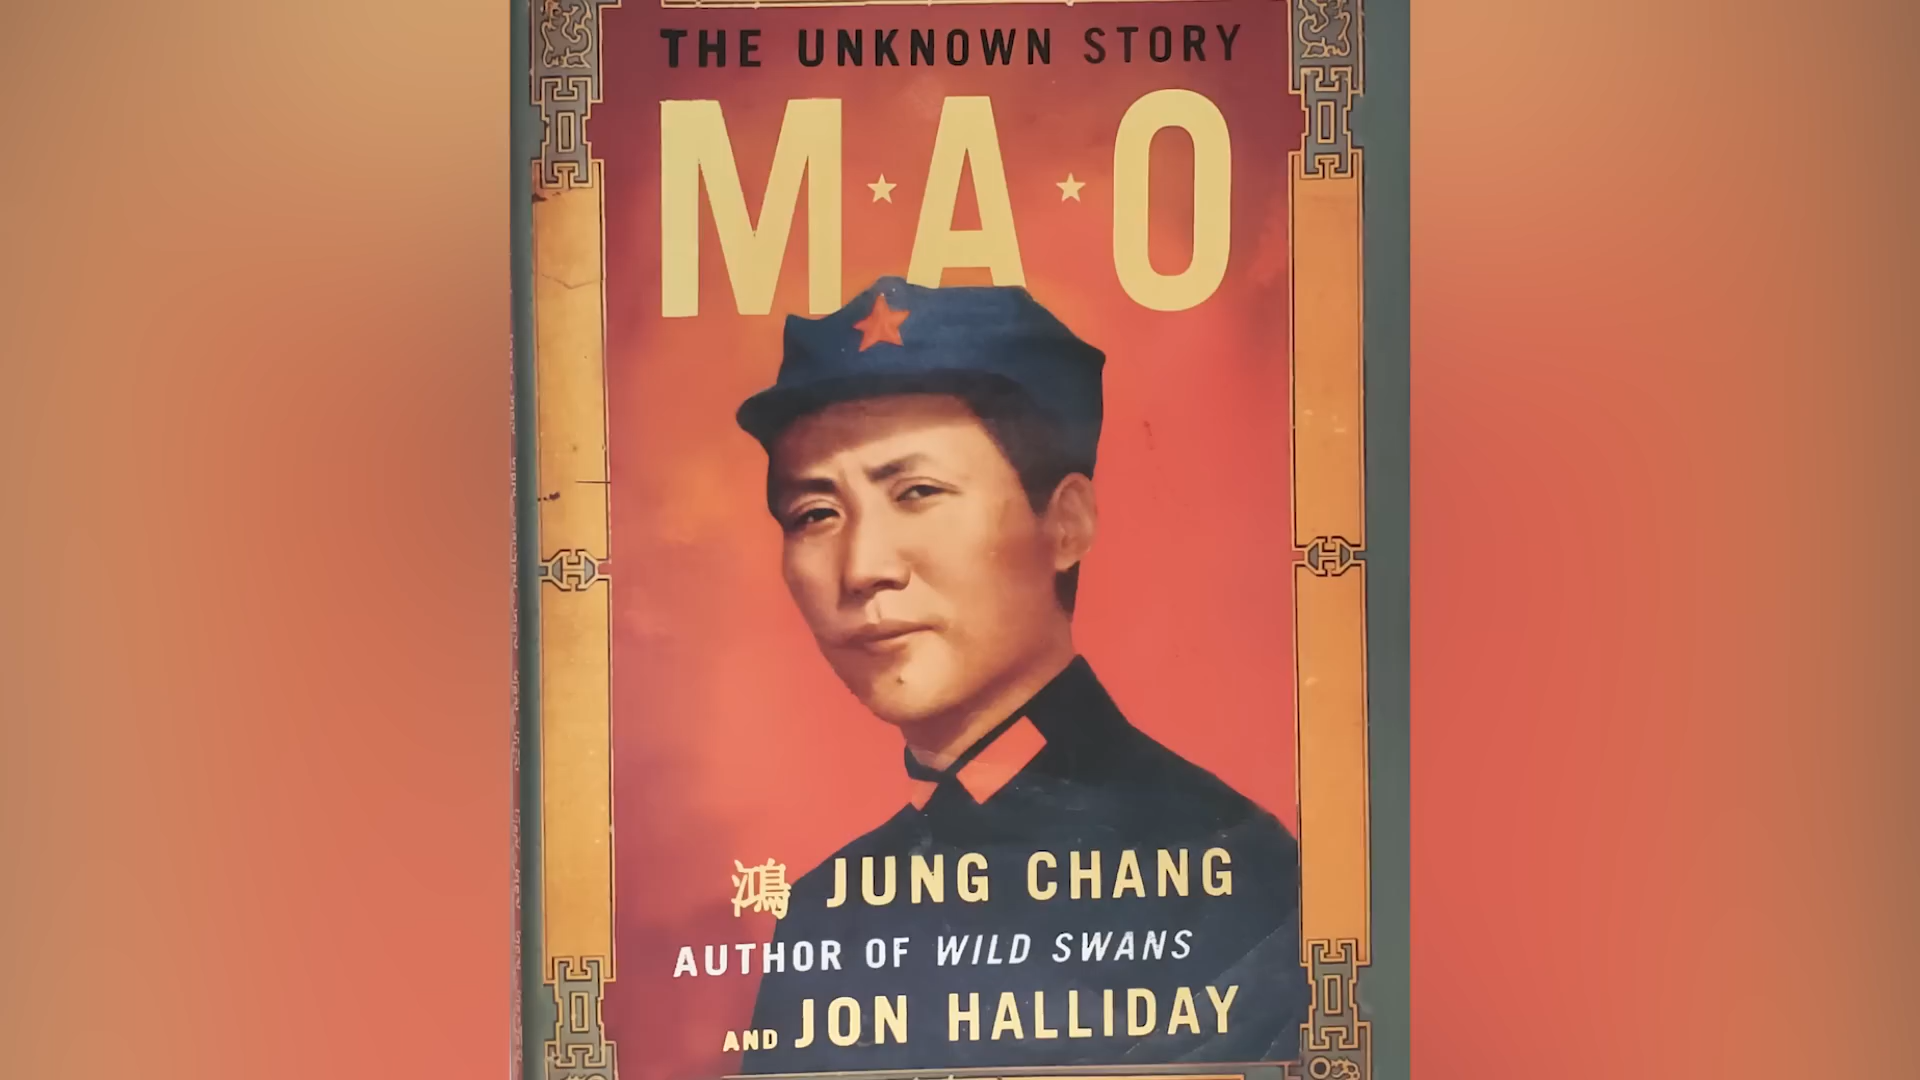 THE UNKNOWN STORY
M★A★O
鴻 JUNG CHANG
AUTHOR OF WILD SWANS
AND JON HALLIDAY